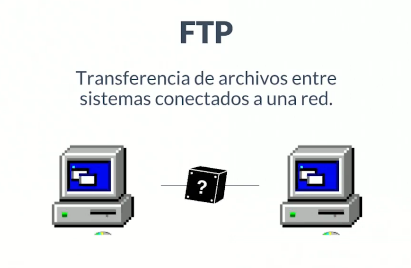 FTP
Transferencia de archivos entre
sistemas conectados a una red.
?